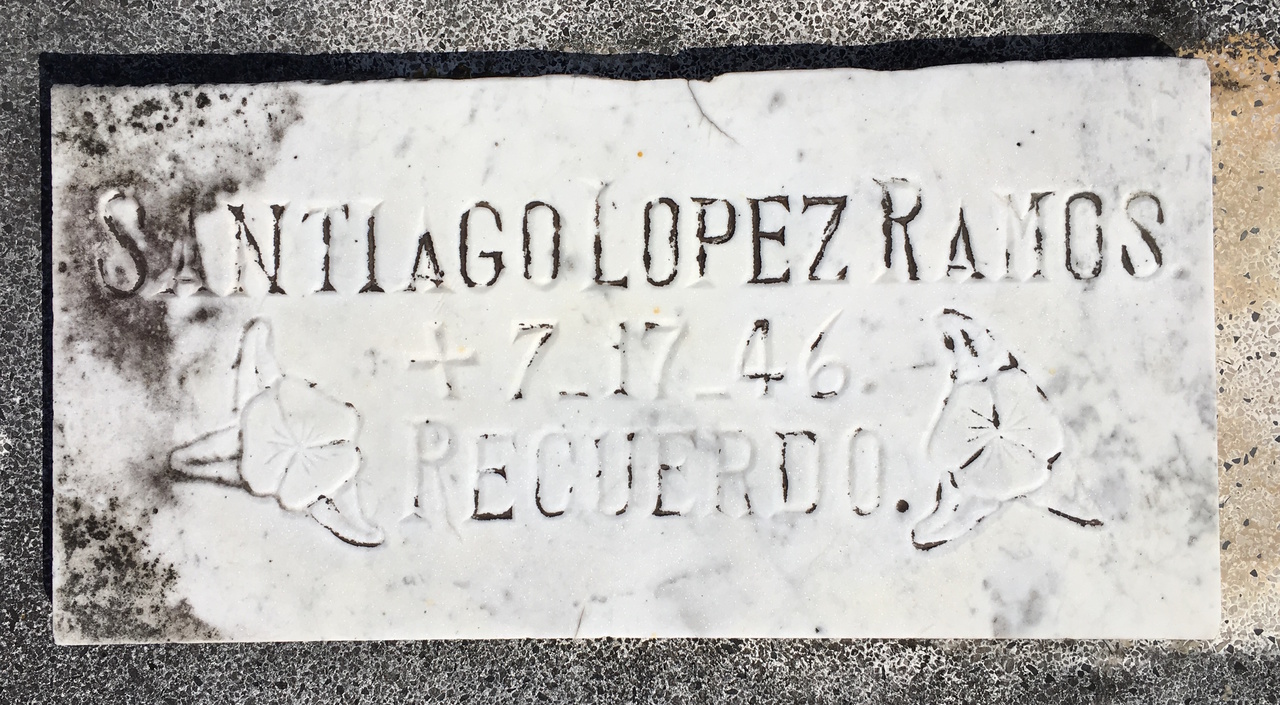 SANTIAGO LOPEZ RAMOS
+ 7_17_46.
RECUERDO.